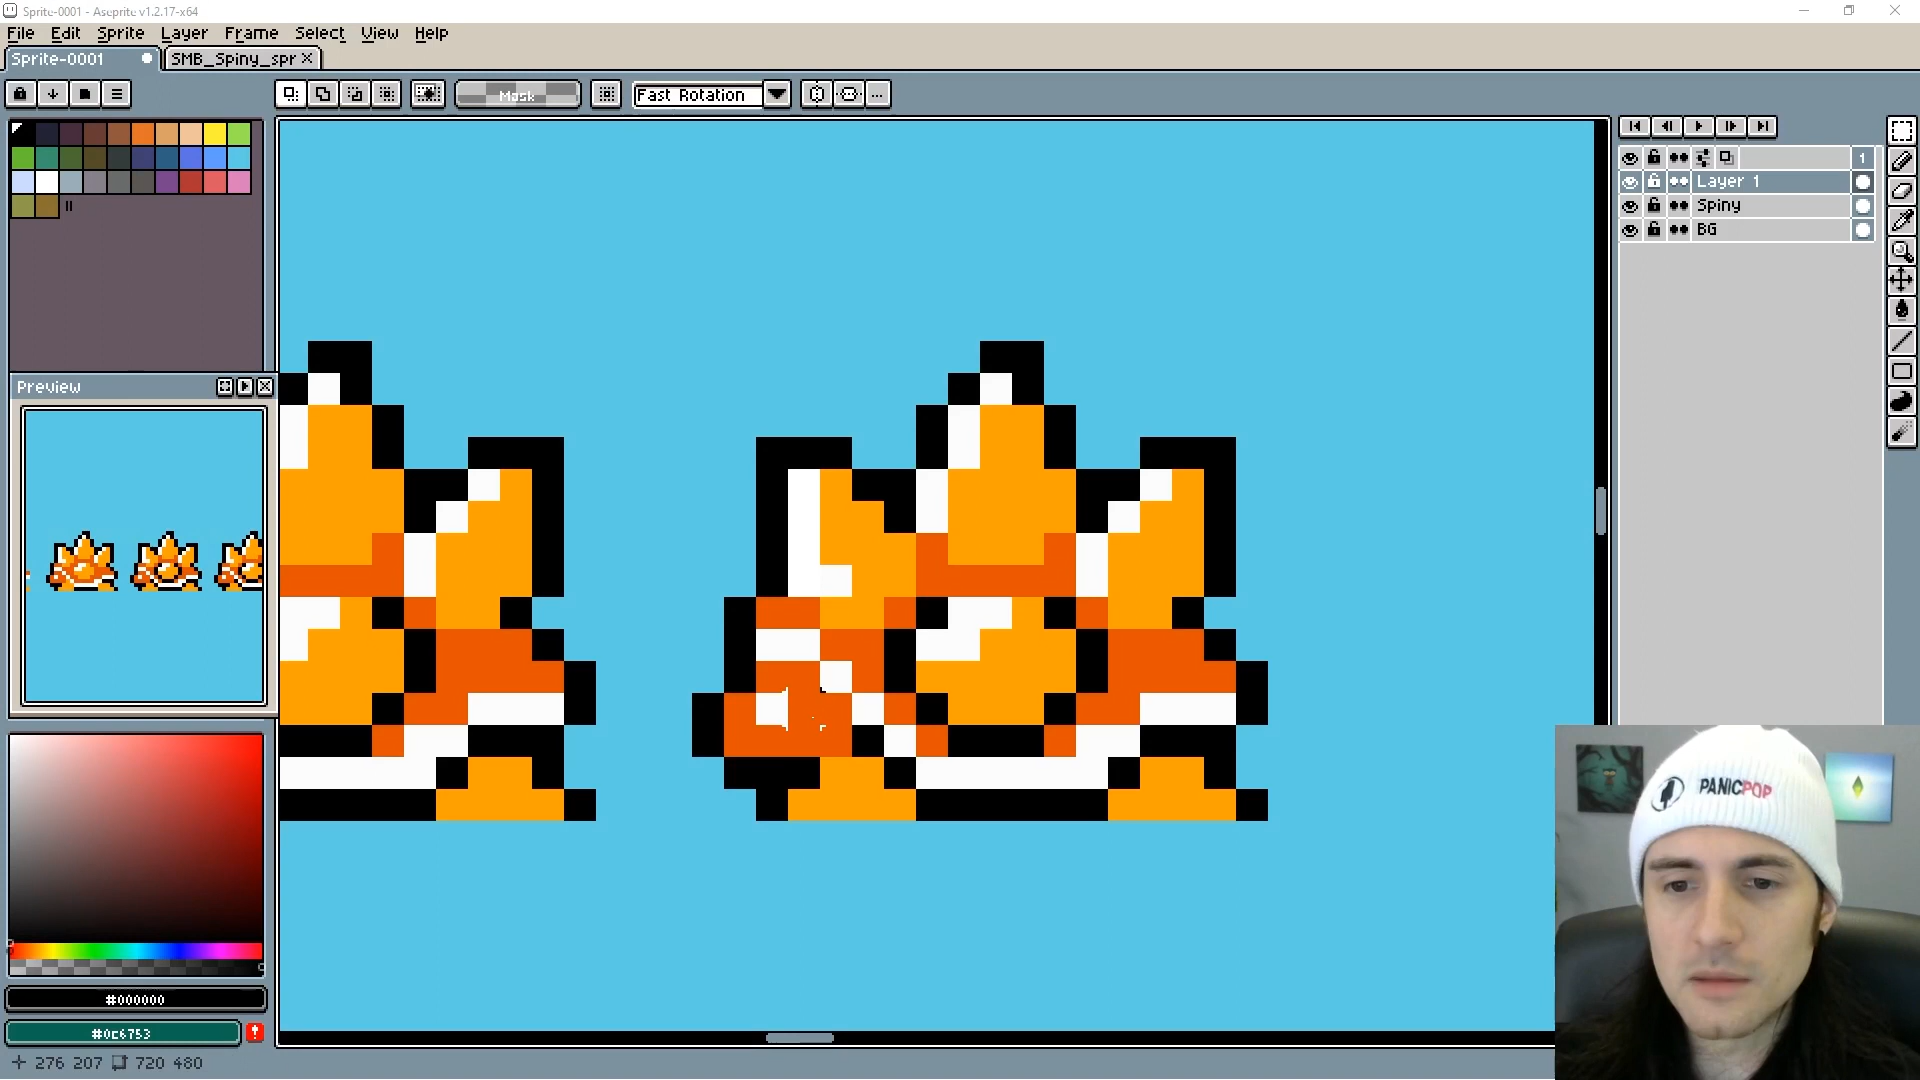 Sprite-0001 - Aseprite v1.2.17-x64
File Edit Sprite Layer Frame Select View Help
Sprite-0001
SMB_Spiny_spr
Mask
Fast Rotation
...
1
Layer 1
Spiny
BG
Preview
PANICPOP
#000000
#0c6753
!
276 207 720 480